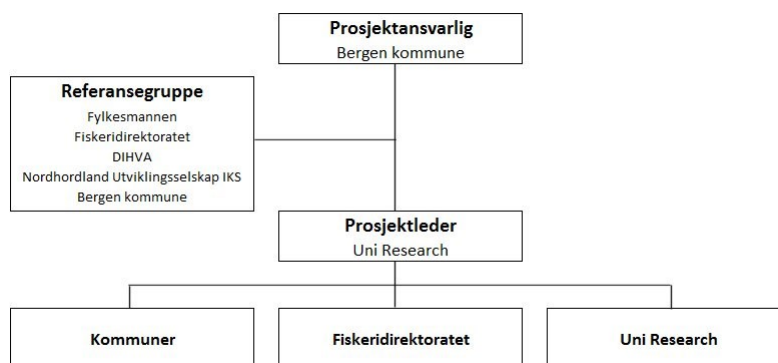 Prosjektansvarlig
Bergen kommune
Referansegruppe
Fylkesmannen
Fiskeridirektoratet
DIHVA
Nordhordland Utviklingsselskap IKS
Bergen kommune
Prosjektleder
Uni Research
Kommuner
Fiskeridirektoratet
Uni Research